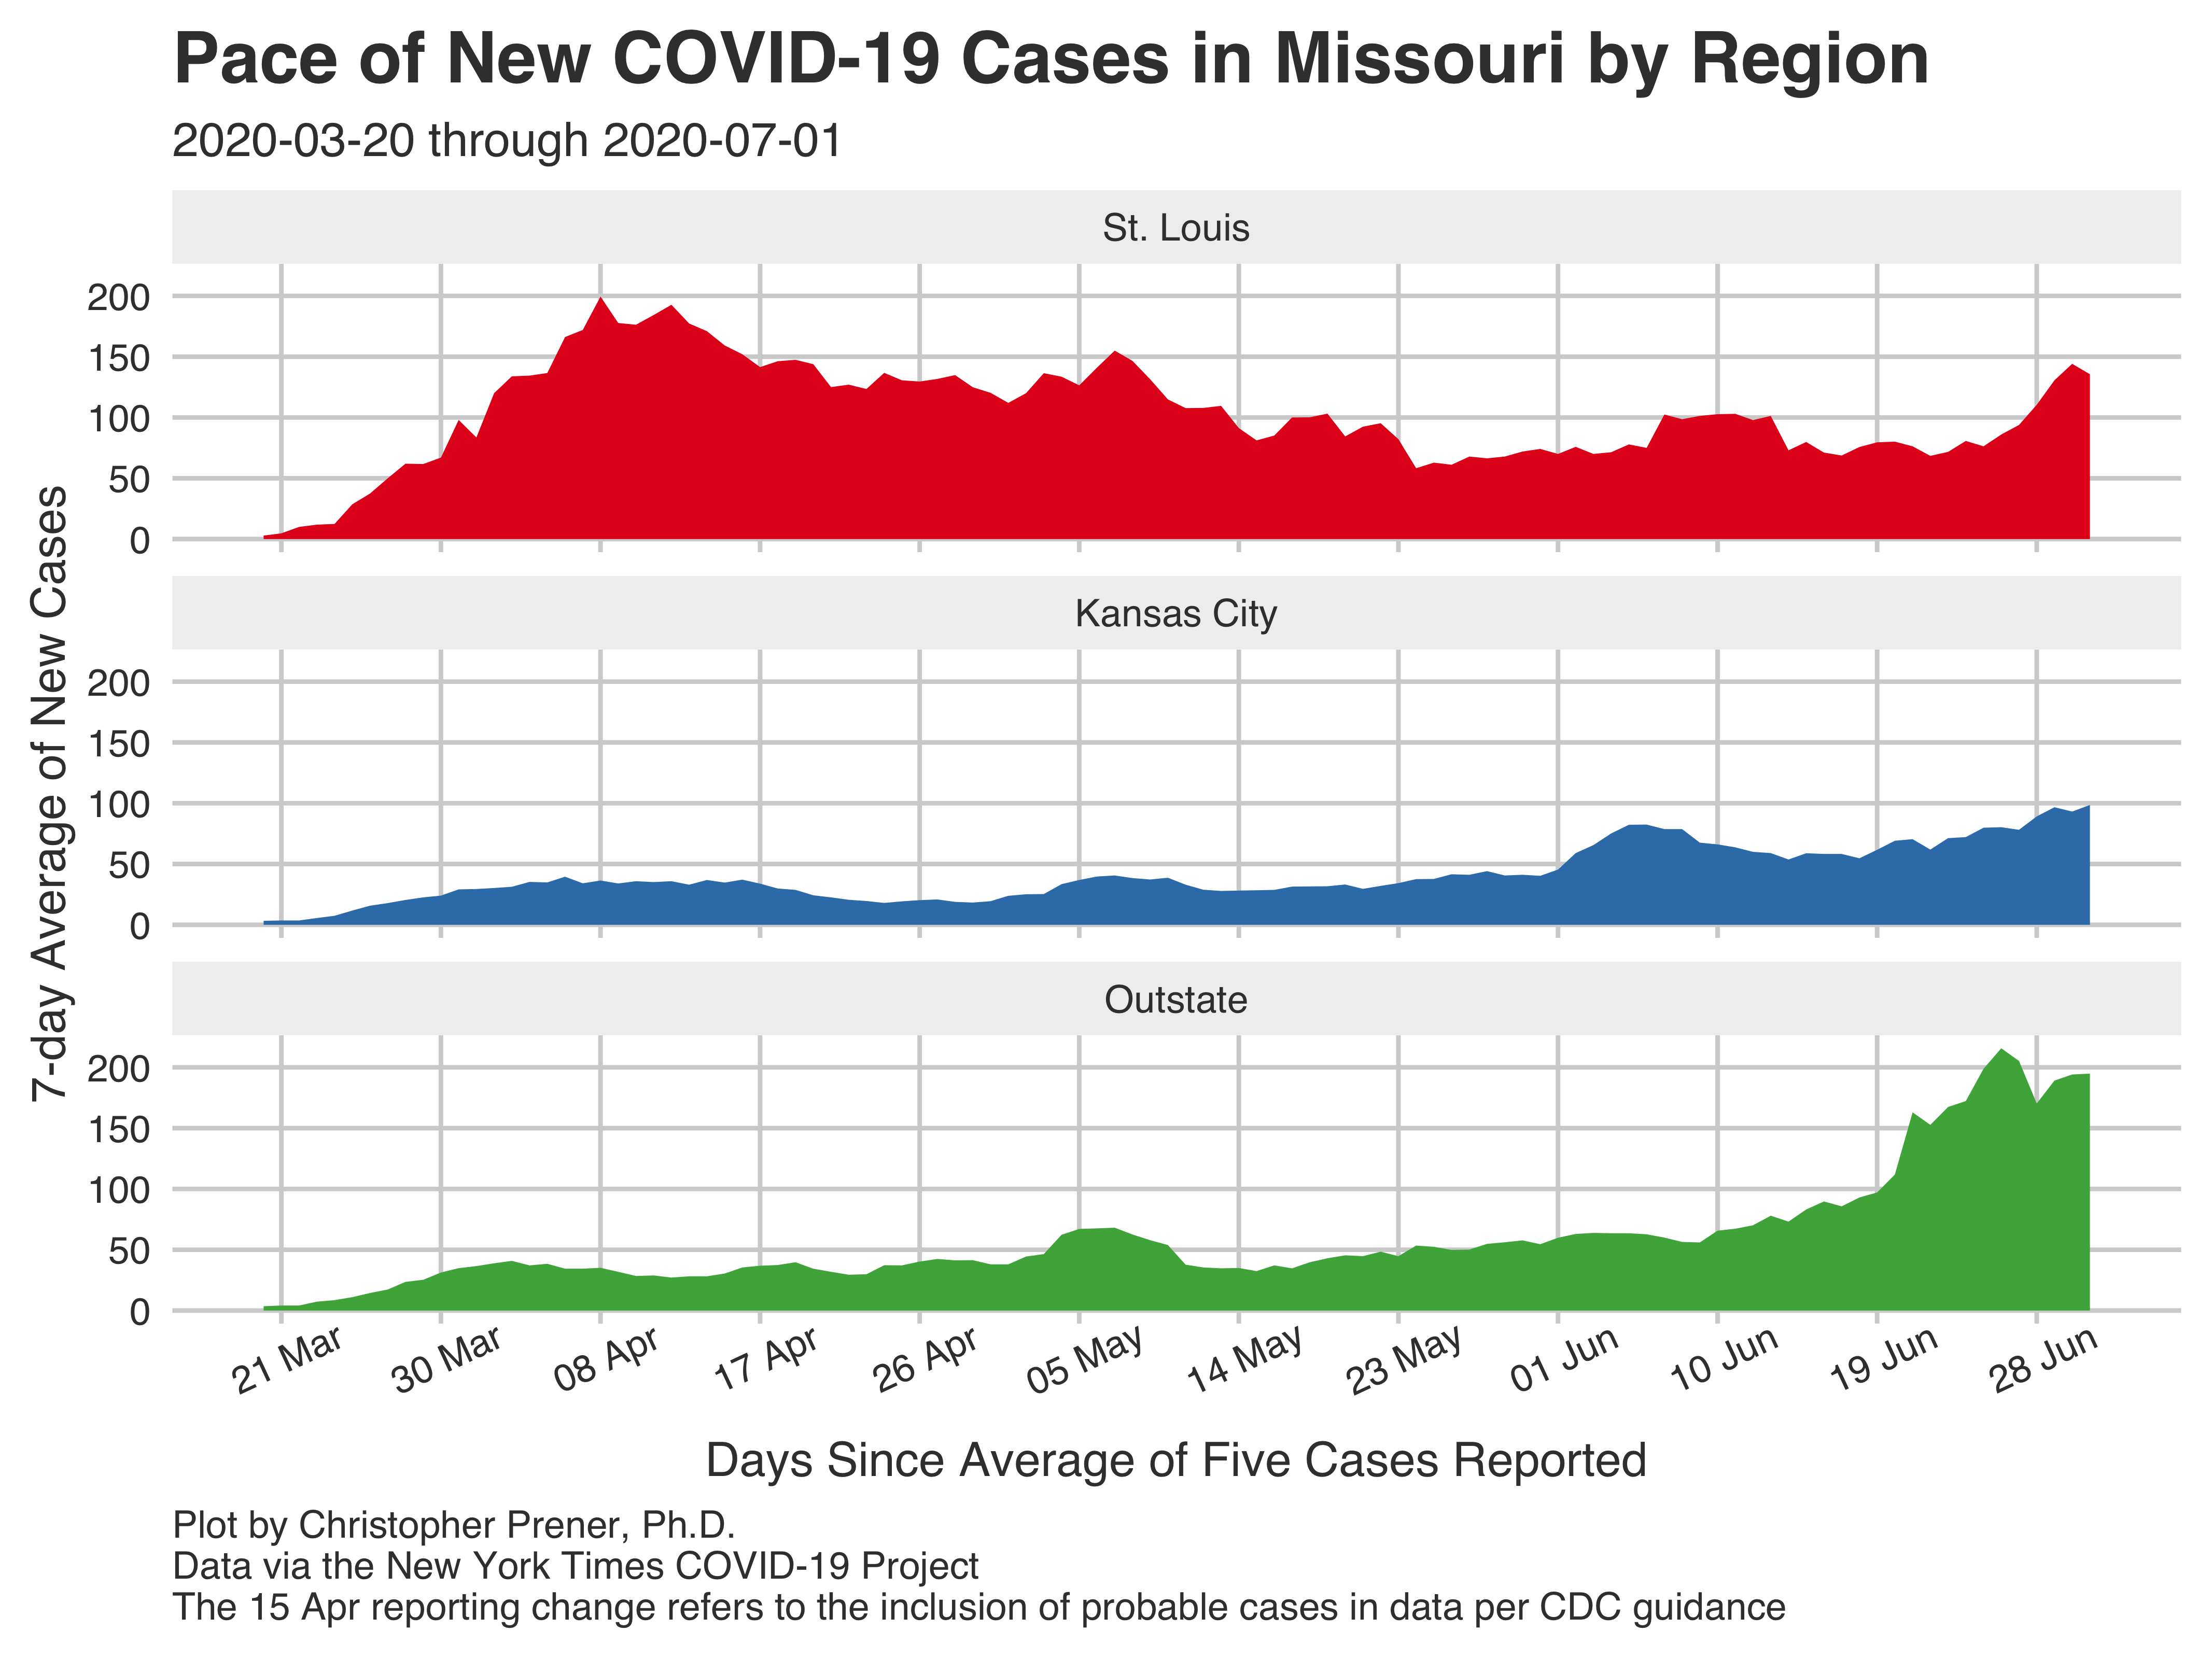 Pace of New COVID-19 Cases in Missouri by Region
2020-03-20 through 2020-07-01
St. Louis
200
150
100
50
0
Kansas City
200
150
100
50
0
Outstate
200
150
100
50
0
7-day Average of New Cases
21 Mar
30 Mar
08 Apr
17 Apr
26 Apr
05 May
14 May
23 May
01 Jun
10 Jun
19 Jun
28 Jun
Days Since Average of Five Cases Reported
Plot by Christopher Prener, Ph.D.
Data via the New York Times COVID-19 Project
The 15 Apr reporting change refers to the inclusion of probable cases in data per CDC guidance